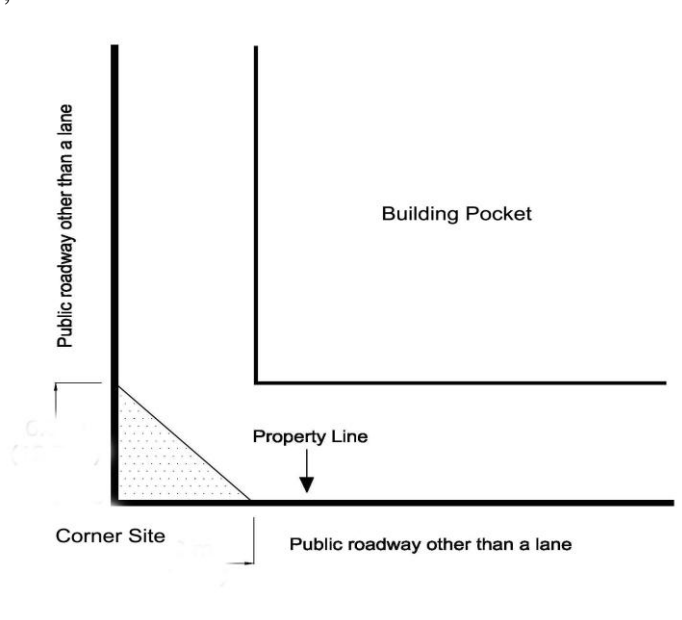 Public roadway other than a lane
Building Pocket
Property Line
Corner Site
Public roadway other than a lane